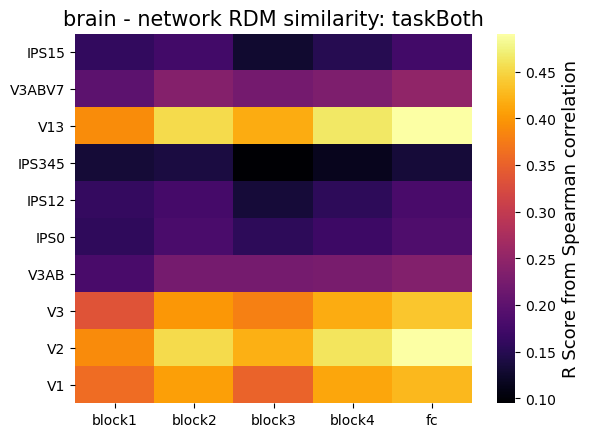 brain - network RDM similarity: taskBoth
IPS15
V3ABV7
V13
IPS345
IPS12
IPS0
V3AB
V3
V2
V1
block1 block2 block3 block4 fc
0.45
0.40
0.35
0.30
0.25
0.20
0.15
0.10
R Score from Spearman correlation